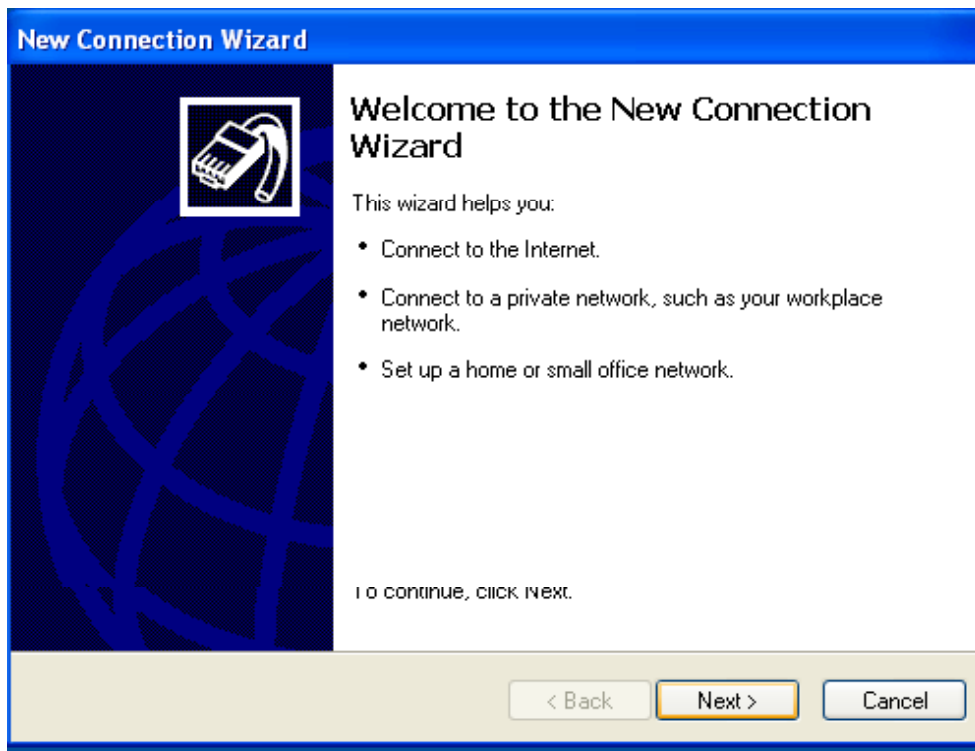 New Connection Wizard
Welcome to the New Connection
Wizard
This wizard helps you:
• Connect to the Internet.
• Connect to a private network, such as your workplace
network.
• Set up a home or small office network.
To continue, click Next.
< Back Next > Cancel